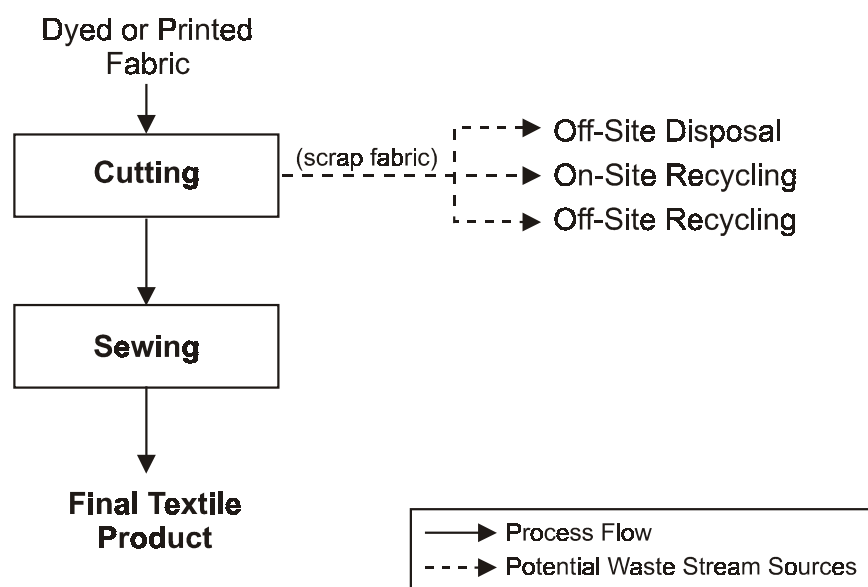 Dyed or Printed
Fabric
Cutting
(scrap fabric)
Off-Site Disposal
On-Site Recycling
Off-Site Recycling
Sewing
Final Textile
Product
Process Flow
Potential Waste Stream Sources